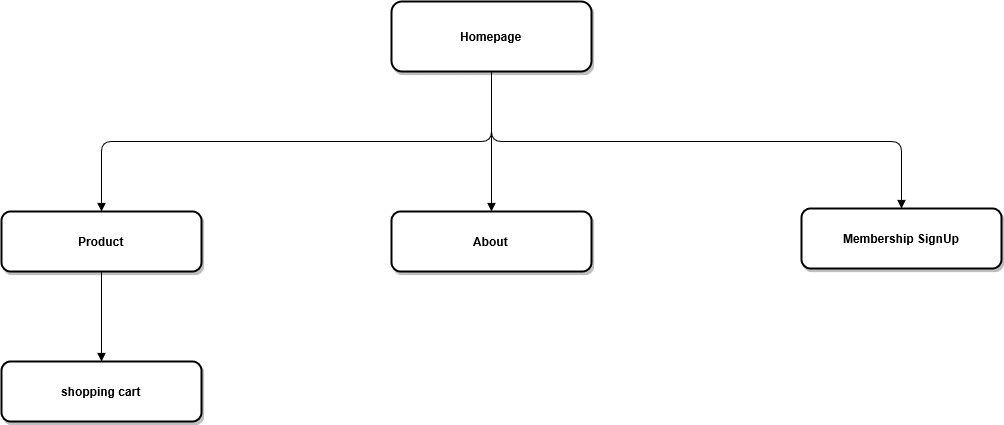 Homepage
Product
About
Membership SignUp
shopping cart